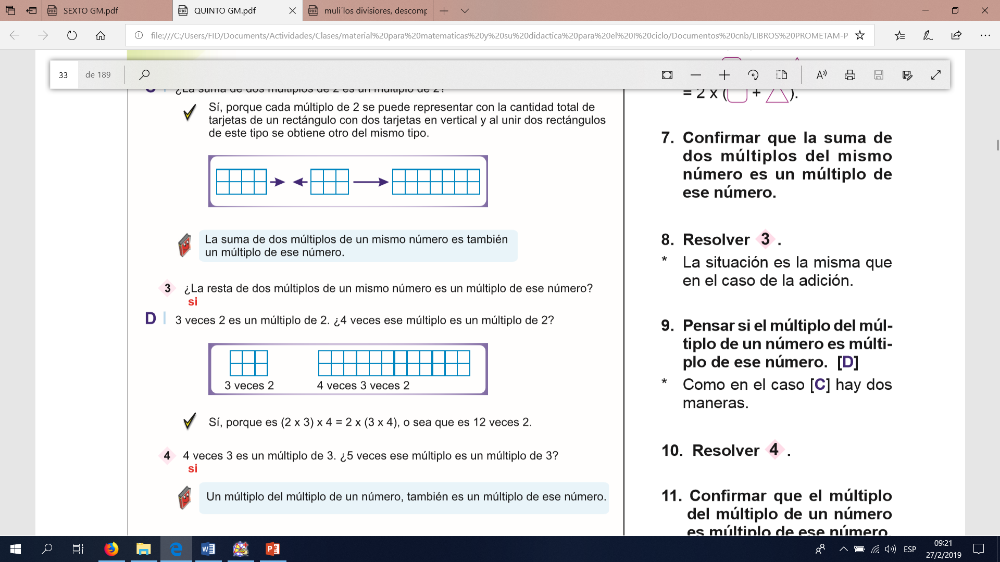 SEXTO GM.pdf
QUINTO GM.pdf
muli´los divisiores, descomp
file:///C:/Users/FID/Documents/Actividades/Clases/material%20para%20matematicas%20y%20su%20didactica%20para%20el%20I%20ciclo/Documentos%20cnb/LIBROS%20PROMETAM-P
33 de 189
¿La suma de dos múltiplos de 2 es un múltiplo de 2?
Sí, porque cada múltiplo de 2 se puede representar con la cantidad total de
tarjetas de un rectángulo con dos tarjetas en vertical y al unir dos rectángulos
de este tipo se obtiene otro del mismo tipo.
La suma de dos múltiplos de un mismo número es también
un múltiplo de ese número.
3 ¿La resta de dos múltiplos de un mismo número es un múltiplo de ese número?
si
D 3 veces 2 es un múltiplo de 2. ¿4 veces ese múltiplo es un múltiplo de 2?
3 veces 2 4 veces 3 veces 2
Sí, porque es (2 x 3) x 4 = 2 x (3 x 4), o sea que es 12 veces 2.
4 4 veces 3 es un múltiplo de 3. ¿5 veces ese múltiplo es un múltiplo de 3?
si
Un múltiplo del múltiplo de un número, también es un múltiplo de ese número.
= 2 x ( + ).
7. Confirmar que la suma de
dos múltiplos del mismo
número es un múltiplo de
ese número.
8. Resolver 3 .
* La situación es la misma que
en el caso de la adición.
9. Pensar si el múltiplo del múl-
tiplo de un número es múlti-
plo de ese número. [D]
* Como en el caso [C] hay dos
maneras.
10. Resolver 4 .
11. Confirmar que el múltiplo
del múltiplo de un número
es múltiplo de ese número.
ESP
09:21
27/2/2019